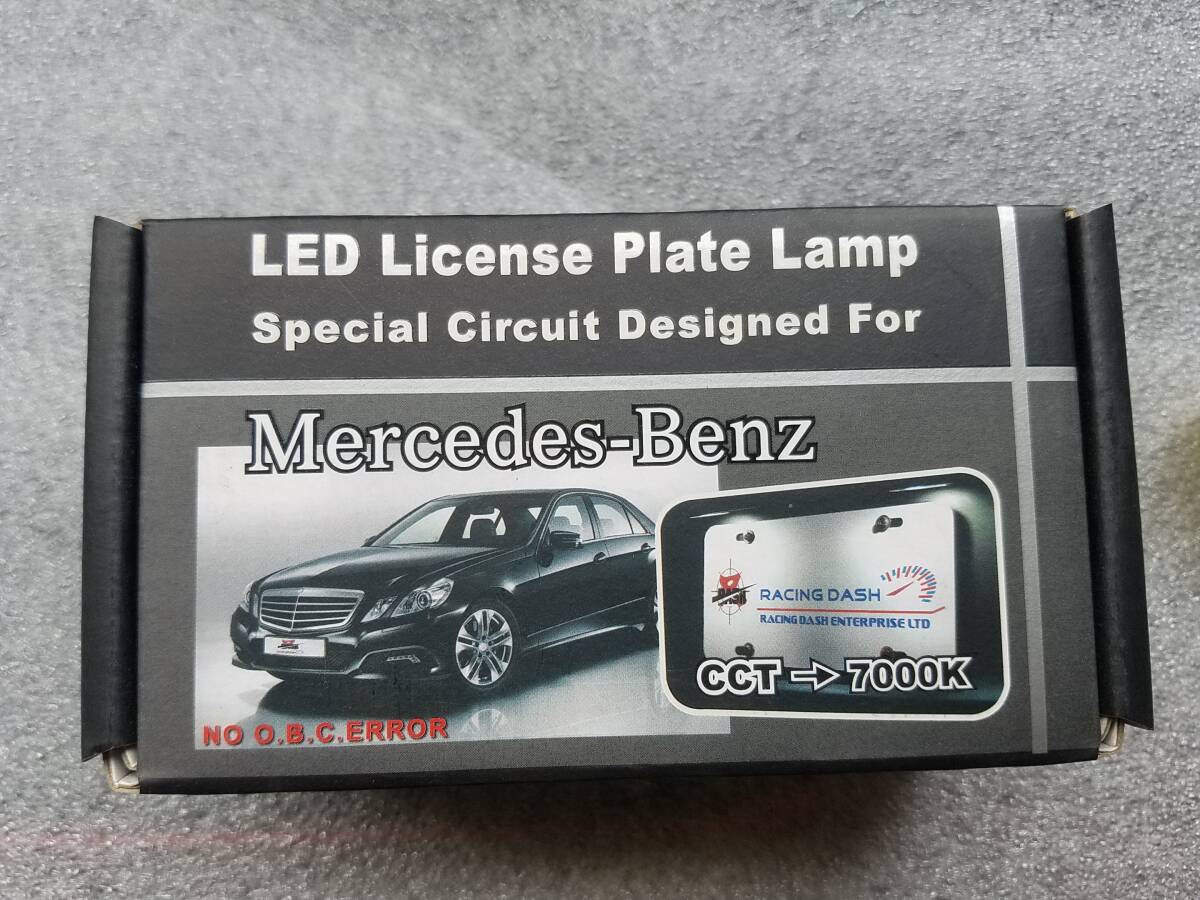 LED License Plate Lamp
Special Circuit Designed For
Mercedes-Benz
DASH
RACING DASH
RACING DASH ENTERPRISE LTD
CCT → 7000K
NO O.B.C.ERROR